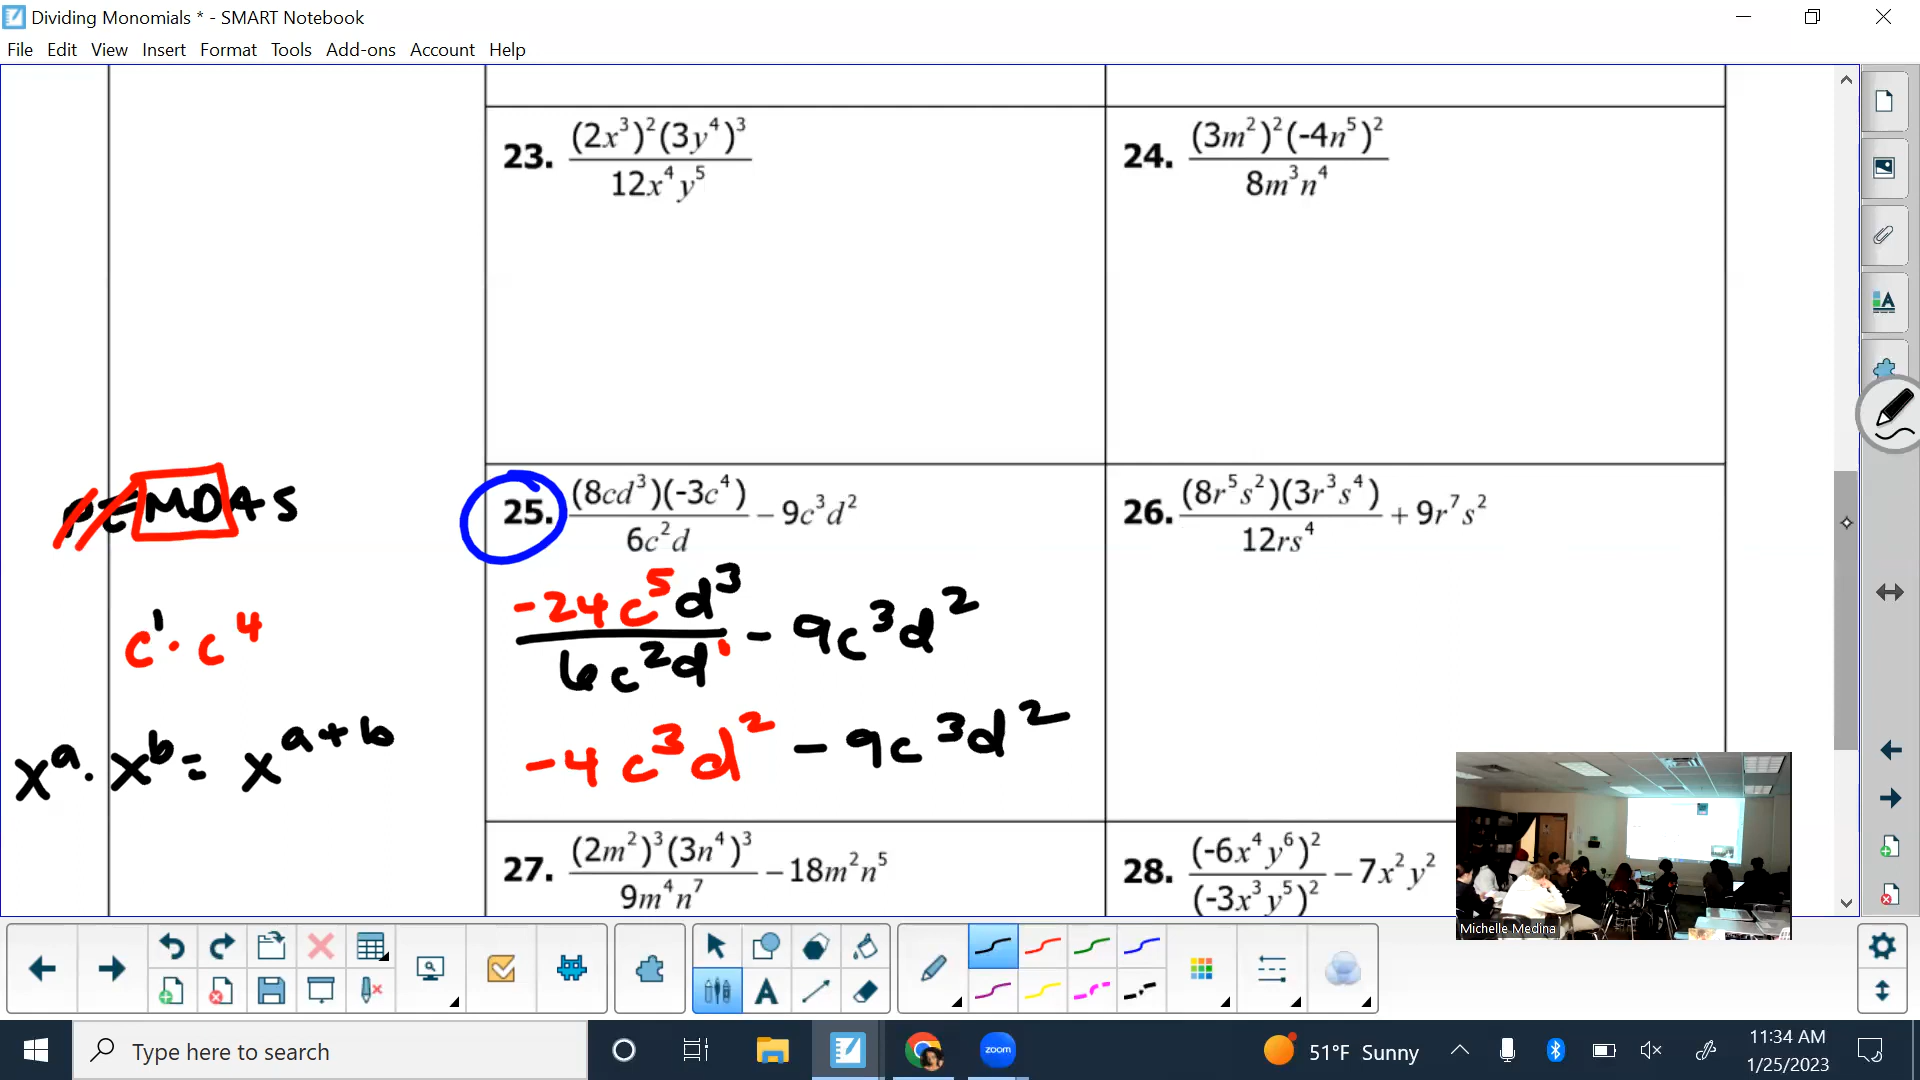 Dividing Monomials * - SMART Notebook
File Edit View Insert Format Tools Add-ons Account Help
23. (2x³)²(3y⁴)³ / 12x⁴y⁵
24. (3m²)²(-4n⁵)² / 8m³n⁴
PEMDAS
25. (8cd³)(-3c⁴) / 6c²d − 9c³d²
26. (8r⁵s²)(3r³s⁴) / 12rs⁴ + 9r⁷s²
-24c⁵d³ / 6c²d¹ − 9c³d²
c¹ · c⁴
-4c³d² − 9c³d²
xᵃ · xᵇ = xᵃ⁺ᵇ
27. (2m²)³(3n⁴)³ / 9m⁴n⁷ − 18m²n⁵
28. (-6x⁴y⁶)² / (-3x³y⁵)² − 7x²y²
Michelle Medina
Type here to search
zoom
51°F Sunny
11:34 AM
1/25/2023